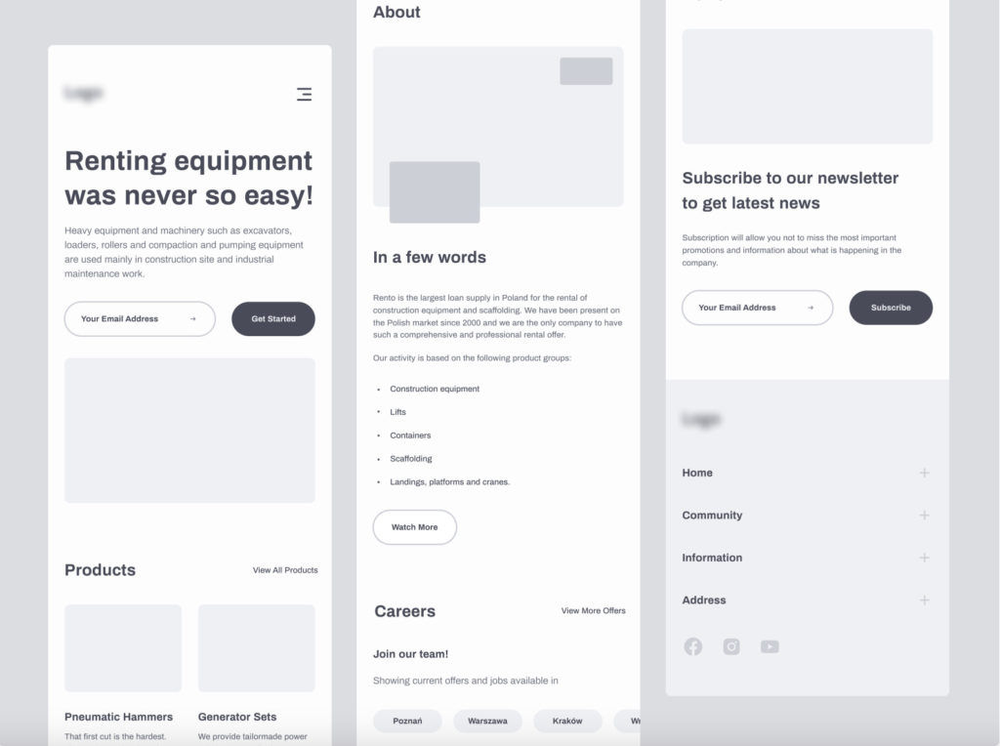 Renting equipment
was never so easy!
Heavy equipment and machinery such as excavators,
loaders, rollers and compaction and pumping equipment
are used mainly in construction site and industrial
maintenance work.
Your Email Address →
Get Started
Products
View All Products
Pneumatic Hammers
That first cut is the hardest.
Generator Sets
We provide tailormade power
About
In a few words
Rento is the largest loan supply in Poland for the rental of
construction equipment and scaffolding. We have been present on
the Polish market since 2000 and we are the only company to have
such a comprehensive and professional rental offer.
Our activity is based on the following product groups:
• Construction equipment
• Lifts
• Containers
• Scaffolding
• Landings, platforms and cranes.
Watch More
Careers
View More Offers
Join our team!
Showing current offers and jobs available in
Poznań
Warszawa
Kraków
Subscribe to our newsletter
to get latest news
Subscription will allow you not to miss the most important
promotions and information about what is happening in the
company.
Your Email Address →
Subscribe
Home +
Community +
Information +
Address +